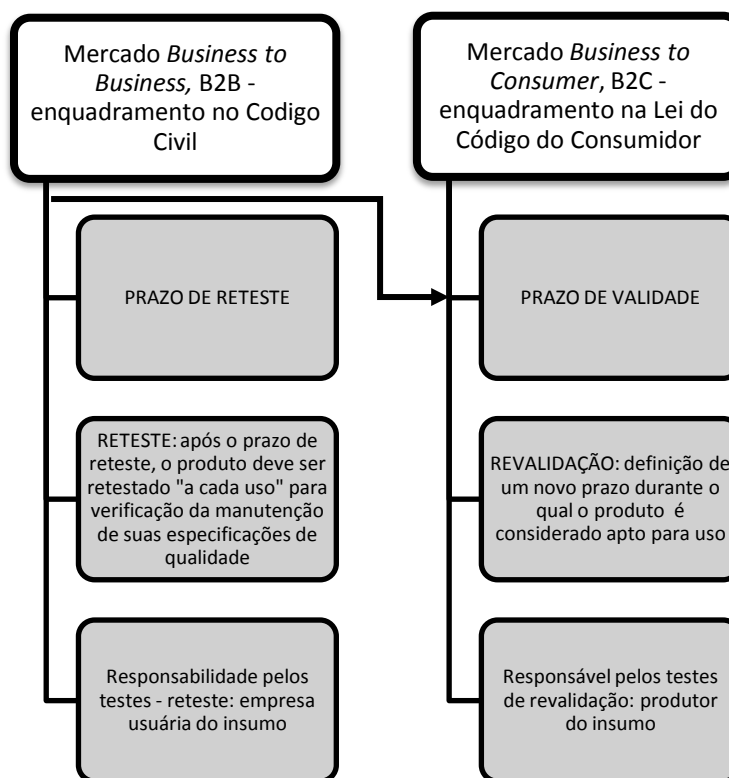 Mercado Business to
Business, B2B -
enquadramento no Codigo
Civil
PRAZO DE RETESTE
RETESTE: após o prazo de
reteste, o produto deve ser
retestado "a cada uso" para
verificação da manutenção
de suas especificações de
qualidade
Responsabilidade pelos
testes - reteste: empresa
usuária do insumo
Mercado Business to
Consumer, B2C -
enquadramento na Lei do
Código do Consumidor
PRAZO DE VALIDADE
REVALIDAÇÃO: definição de
um novo prazo durante o
qual o produto é
considerado apto para uso
Responsável pelos testes
de revalidação: produtor
do insumo